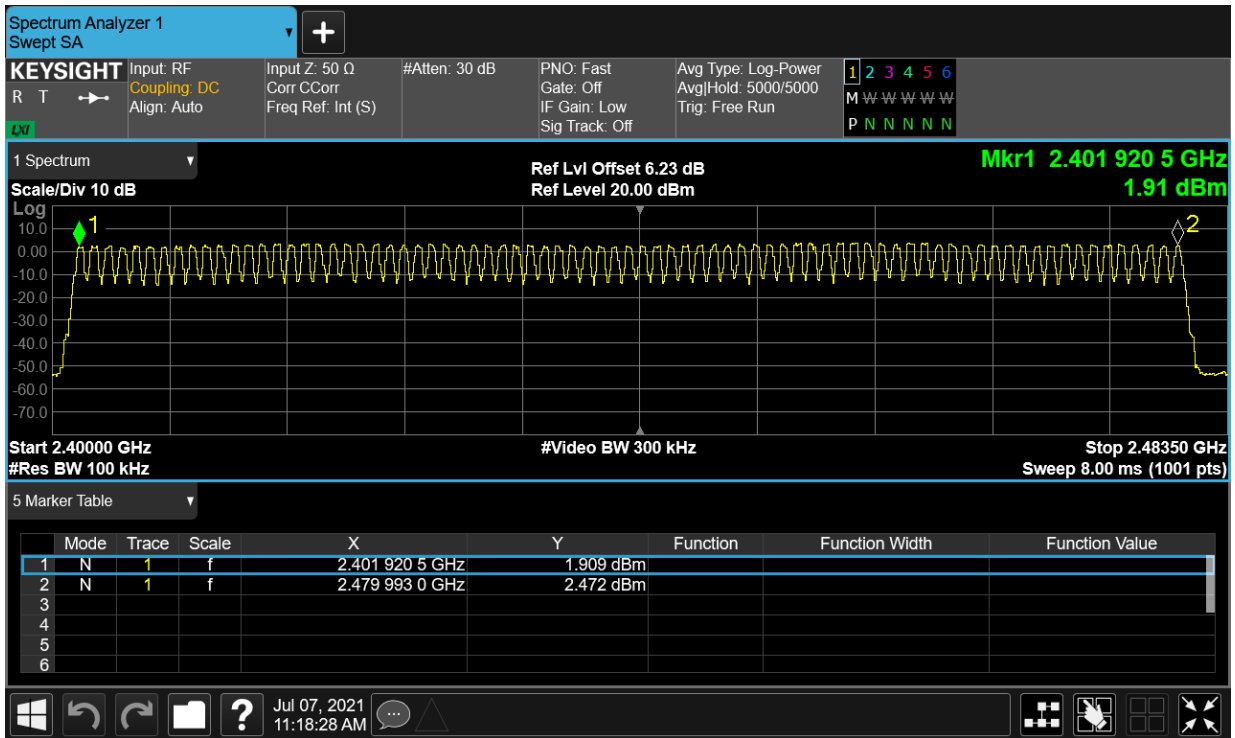 Spectrum Analyzer 1
Swept SA
KEYSIGHT
R T
LXI
Input: RF
Coupling: DC
Align: Auto
Input Z: 50 Ω
Corr CCorr
Freq Ref: Int (S)
#Atten: 30 dB
PNO: Fast
Gate: Off
IF Gain: Low
Sig Track: Off
Avg Type: Log-Power
Avg|Hold: 5000/5000
Trig: Free Run
1 2 3 4 5 6
M W W W W W
P N N N N N
1 Spectrum
Scale/Div 10 dB
Log
Ref Lvl Offset 6.23 dB
Ref Level 20.00 dBm
Mkr1 2.401 920 5 GHz
1.91 dBm
1
2
10.0
0.00
-10.0
-20.0
-30.0
-40.0
-50.0
-60.0
-70.0
Start 2.40000 GHz
#Res BW 100 kHz
#Video BW 300 kHz
Stop 2.48350 GHz
Sweep 8.00 ms (1001 pts)
5 Marker Table
Mode Trace Scale X Y Function Function Width Function Value
1 N 1 f 2.401 920 5 GHz 1.909 dBm
2 N 1 f 2.479 993 0 GHz 2.472 dBm
3
4
5
6
?
Jul 07, 2021
11:18:28 AM